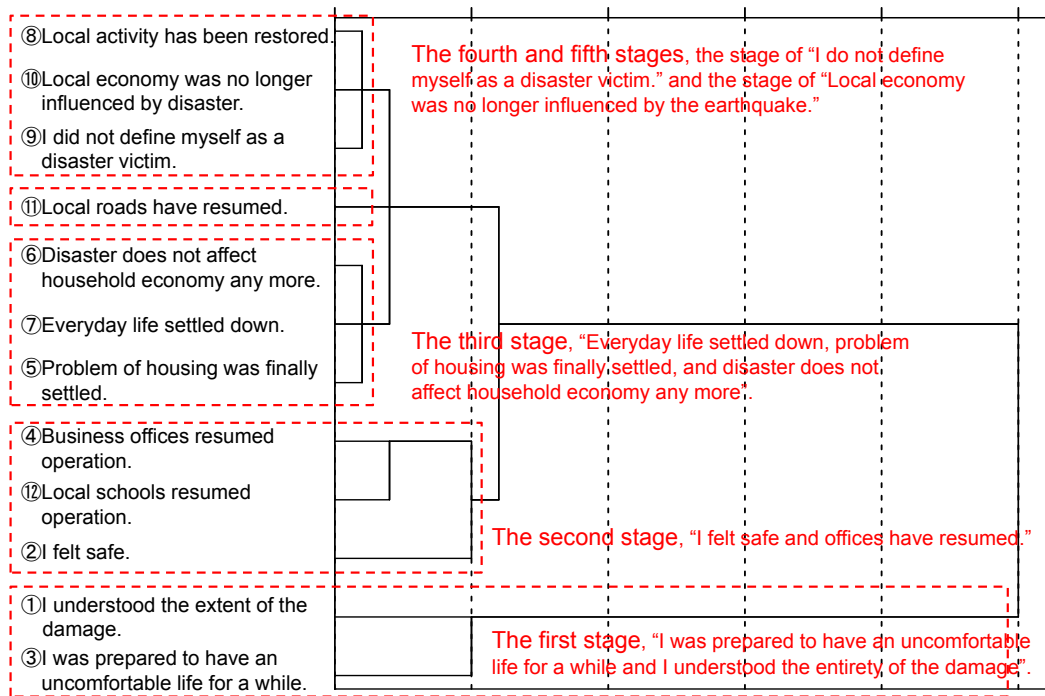 ⑧Local activity has been restored.
⑩Local economy was no longer
influenced by disaster.
⑨I did not define myself as a
disaster victim.
⑪Local roads have resumed.
⑥Disaster does not affect
household economy any more.
⑦Everyday life settled down.
⑤Problem of housing was finally
settled.
④Business offices resumed
operation.
⑫Local schools resumed
operation.
②I felt safe.
①I understood the extent of the
damage.
③I was prepared to have an
uncomfortable life for a while.
The fourth and fifth stages, the stage of “I do not define
myself as a disaster victim.” and the stage of “Local economy
was no longer influenced by the earthquake.”
The third stage, “Everyday life settled down, problem
of housing was finally settled, and disaster does not
affect household economy any more”.
The second stage, “I felt safe and offices have resumed.”
The first stage, “I was prepared to have an uncomfortable
life for a while and I understood the entirety of the damage”.